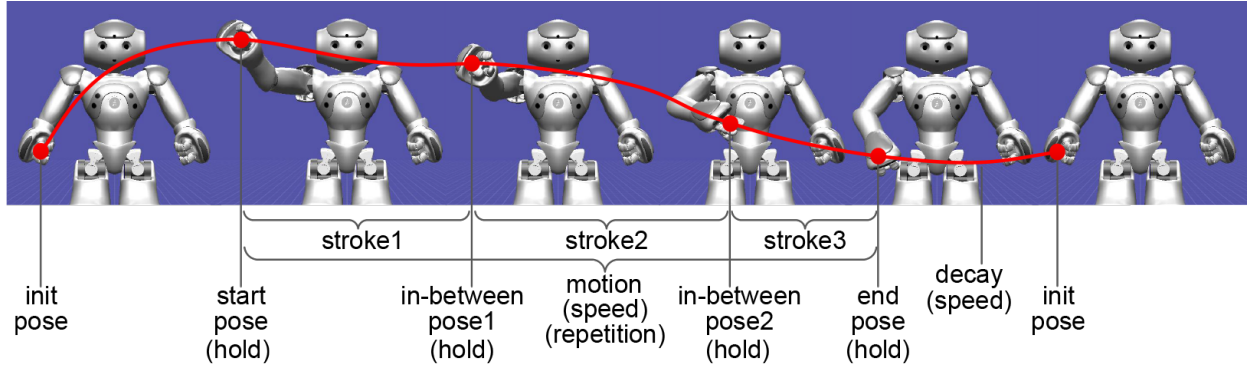 stroke1
stroke2
stroke3
init
pose
start
pose
(hold)
in-between
pose1
(hold)
motion
(speed)
(repetition)
in-between
pose2
(hold)
end
pose
(hold)
decay
(speed)
init
pose